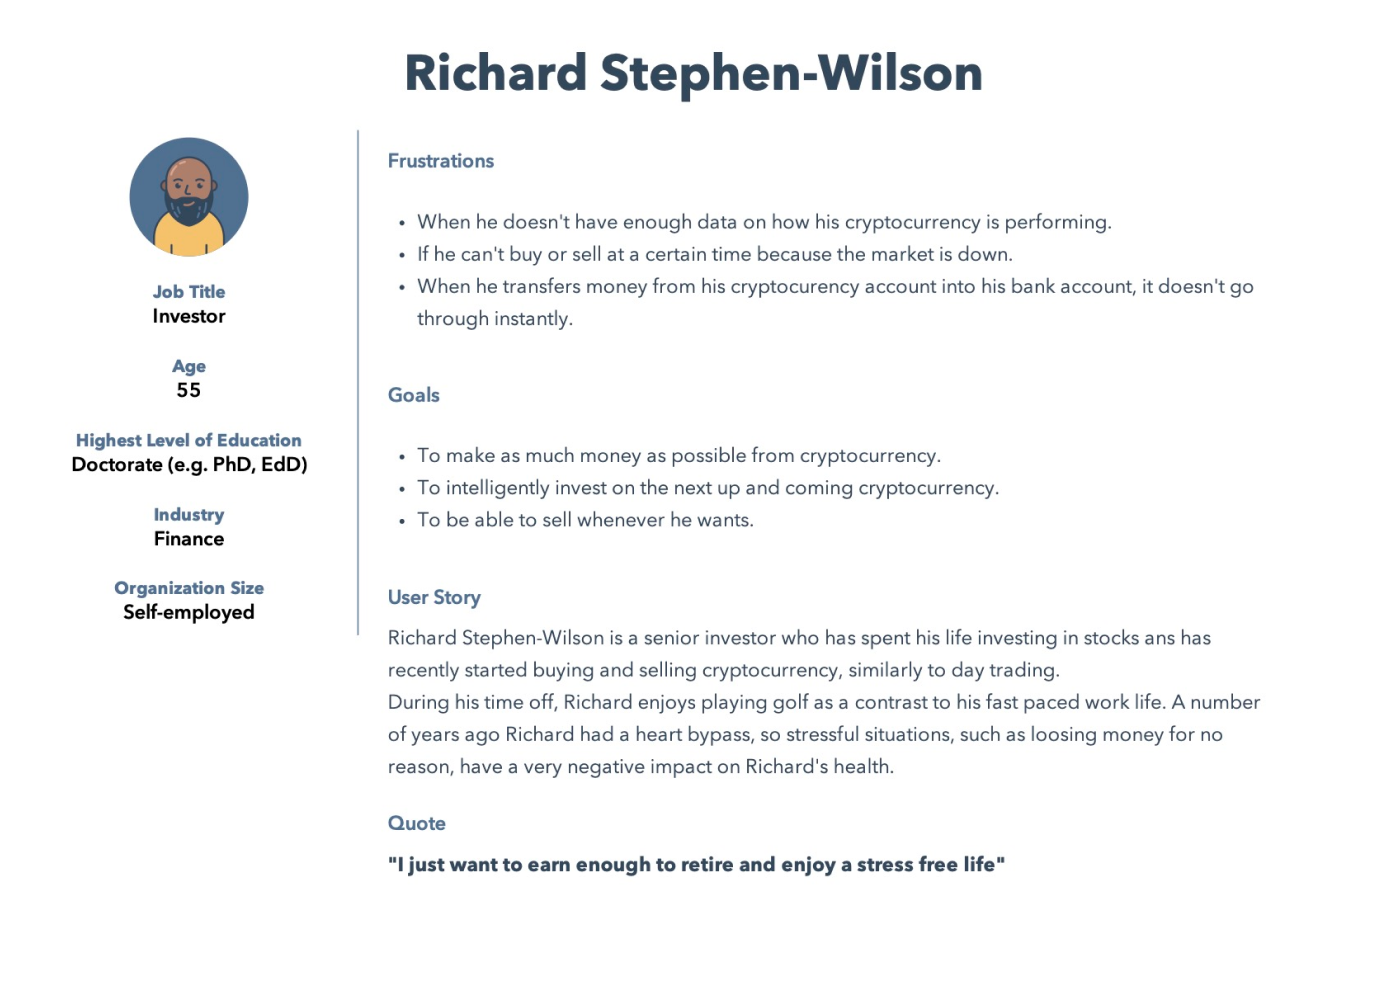 Richard Stephen-Wilson
Job Title
Investor
Age
55
Highest Level of Education
Doctorate (e.g. PhD, EdD)
Industry
Finance
Organization Size
Self-employed
Frustrations
• When he doesn't have enough data on how his cryptocurrency is performing.
• If he can't buy or sell at a certain time because the market is down.
• When he transfers money from his cryptocurency account into his bank account, it doesn't go
through instantly.
Goals
• To make as much money as possible from cryptocurrency.
• To intelligently invest on the next up and coming cryptocurrency.
• To be able to sell whenever he wants.
User Story
Richard Stephen-Wilson is a senior investor who has spent his life investing in stocks ans has
recently started buying and selling cryptocurrency, similarly to day trading.
During his time off, Richard enjoys playing golf as a contrast to his fast paced work life. A number
of years ago Richard had a heart bypass, so stressful situations, such as loosing money for no
reason, have a very negative impact on Richard's health.
Quote
"I just want to earn enough to retire and enjoy a stress free life"